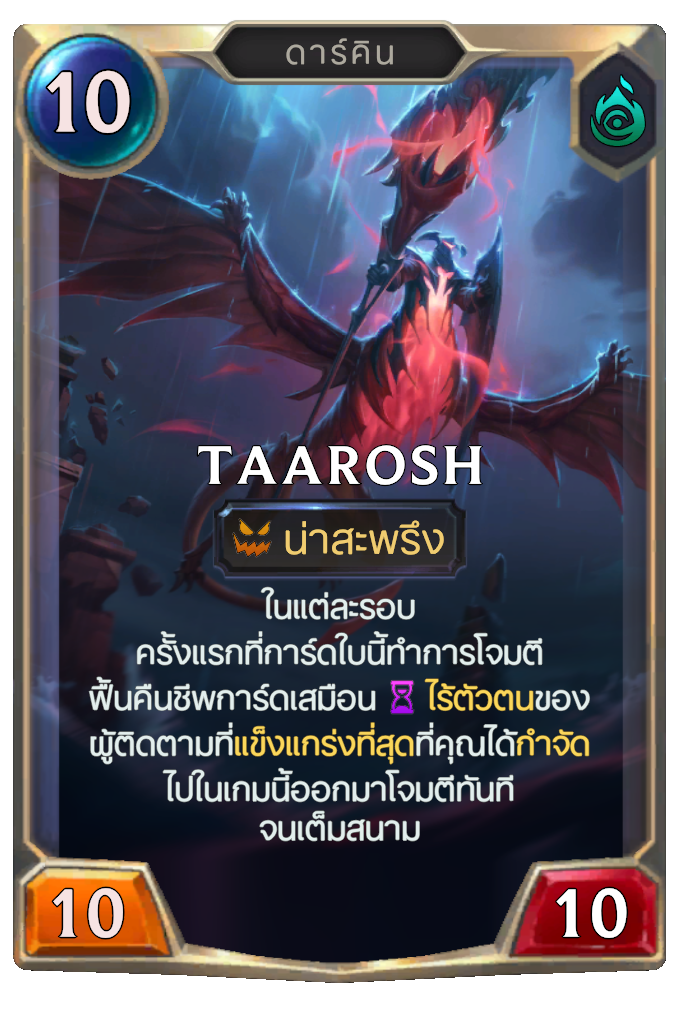 ดาร์คิน
10
TAAROSH
น่าสะพรึง
ในแต่ละรอบ
ครั้งแรกที่การ์ดใบนี้ทำการโจมตี
ฟื้นคืนชีพการ์ดเสมือน ไร้ตัวตนของ
ผู้ติดตามที่แข็งแกร่งที่สุดที่คุณได้กำจัด
ไปในเกมนี้ออกมาโจมตีทันที
จนเต็มสนาม
10
10